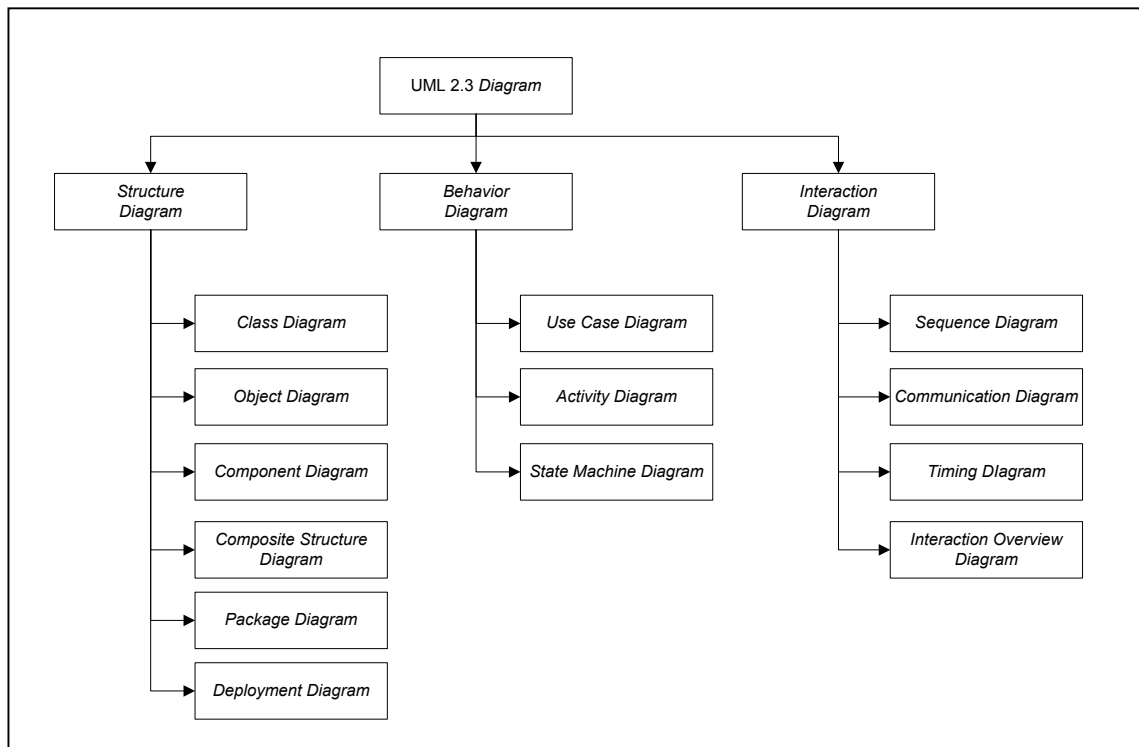 UML 2.3 Diagram
Structure
Diagram
Behavior
Diagram
Interaction
Diagram
Class Diagram
Use Case Diagram
Sequence Diagram
Object Diagram
Activity Diagram
Communication Diagram
Component Diagram
State Machine Diagram
Timing DIagram
Composite Structure
Diagram
Interaction Overview
Diagram
Package Diagram
Deployment Diagram